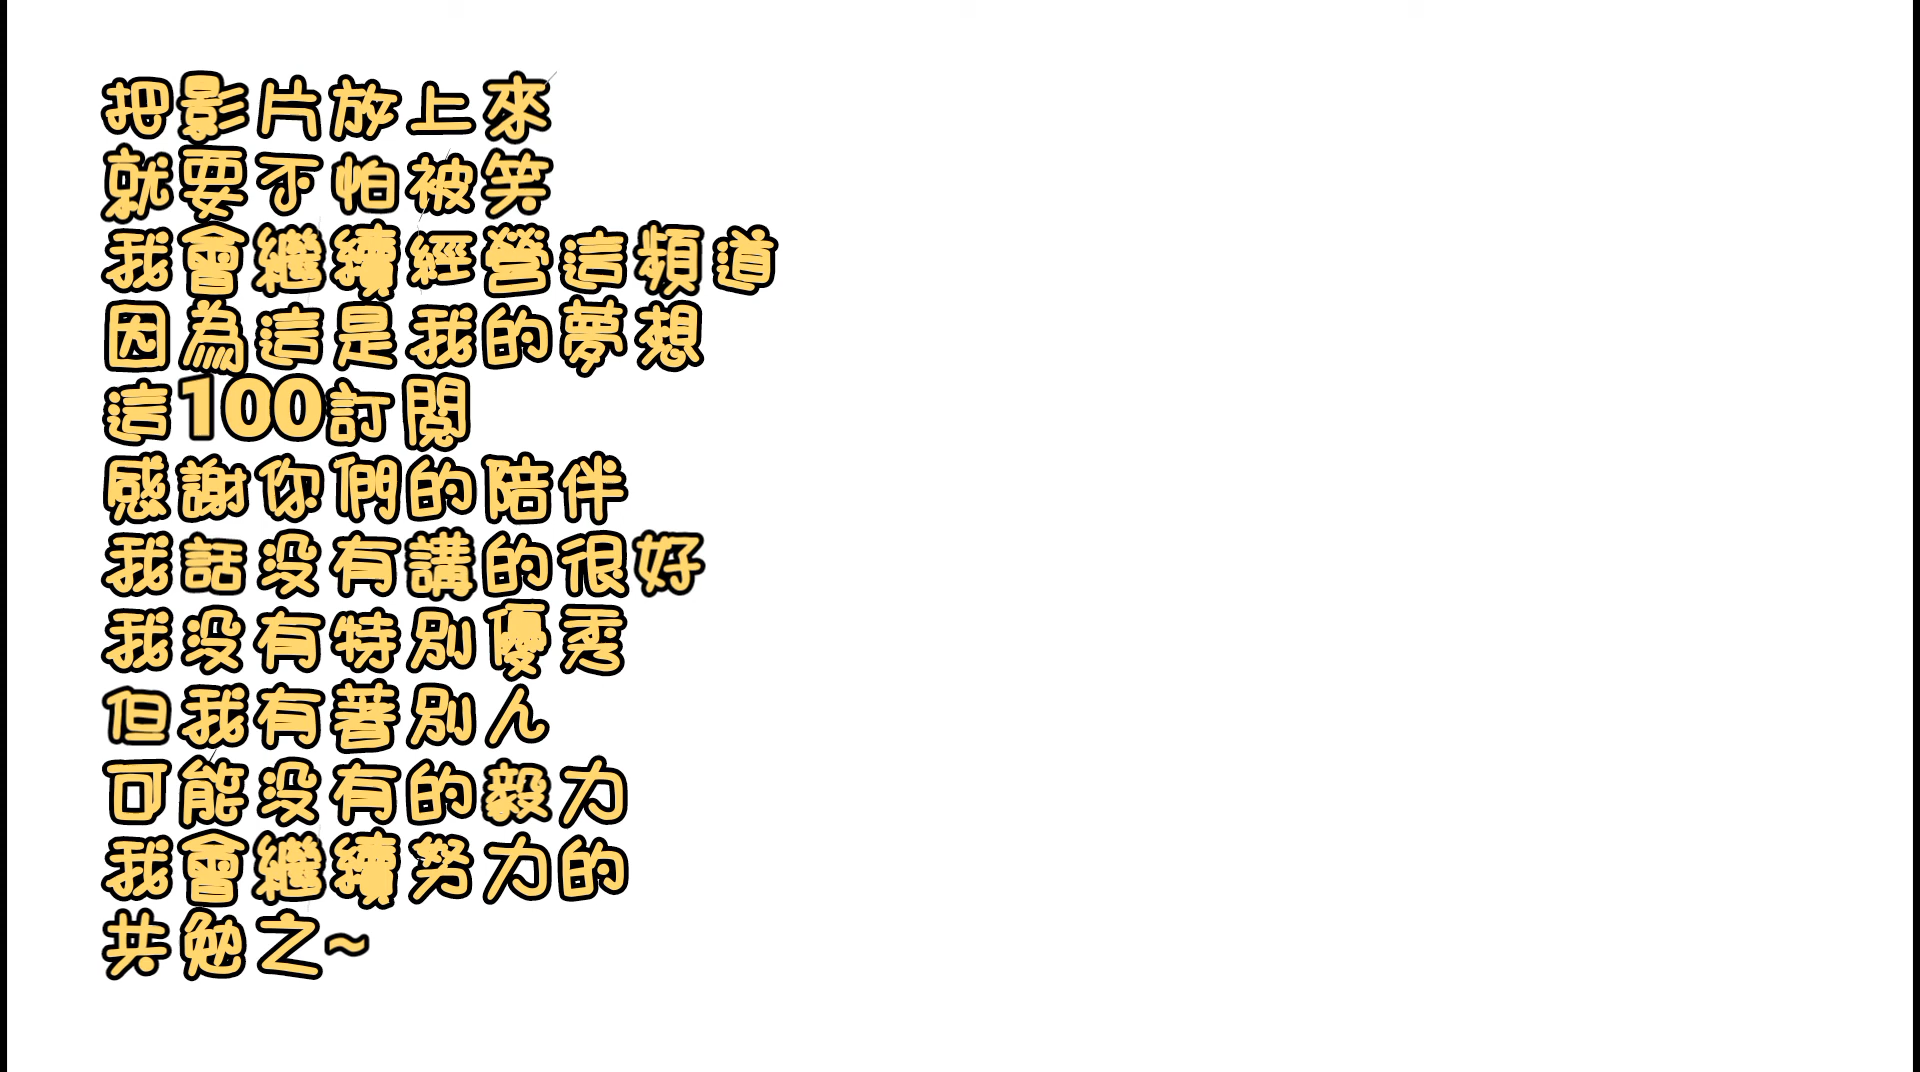 把影片放上來
就要不怕被笑
我會繼續經營這頻道
因為這是我的夢想
這100訂閱
感謝你們的陪伴
我話没有講的很好
我没有特別優秀
但我有著別人
可能没有的毅力
我會繼續努力的
共勉之~